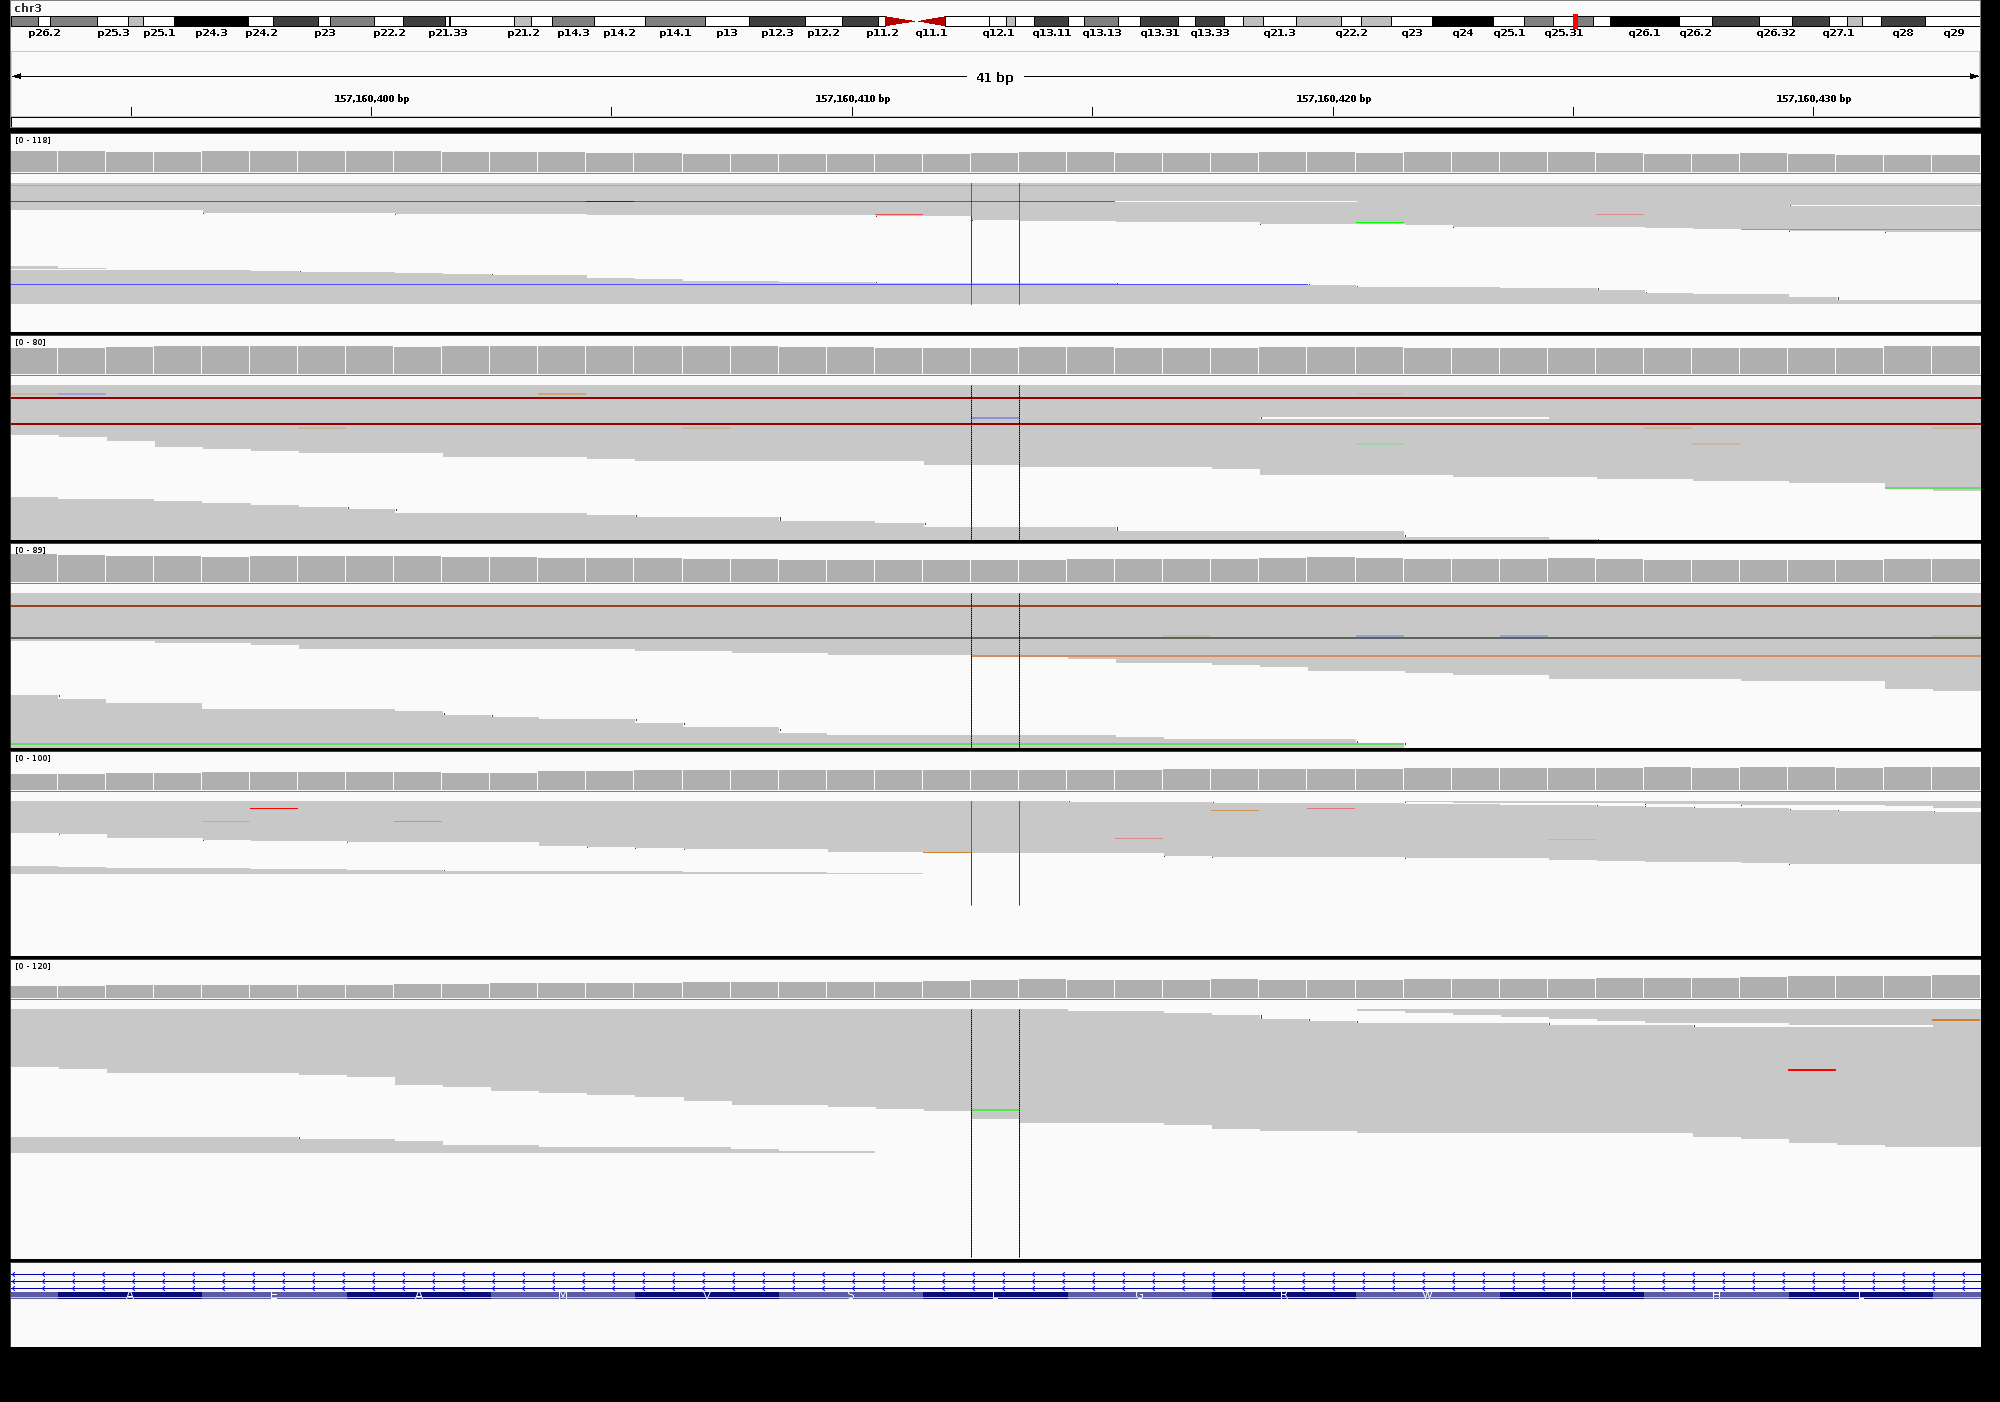 chr3
p26.2 p25.3 p25.1 p24.3 p24.2 p23 p22.2 p21.33 p21.2 p14.3 p14.2 p14.1 p13 p12.3 p12.2 p11.2 q11.1 q12.1 q13.11 q13.13 q13.31 q13.33 q21.3 q22.2 q23 q24 q25.1 q25.31 q26.1 q26.2 q26.32 q27.1 q28 q29
41 bp
157,160,400 bp 157,160,410 bp 157,160,420 bp 157,160,430 bp
[0 - 118]
[0 - 80]
[0 - 89]
[0 - 100]
[0 - 120]
A E A M V S L G R W I H L